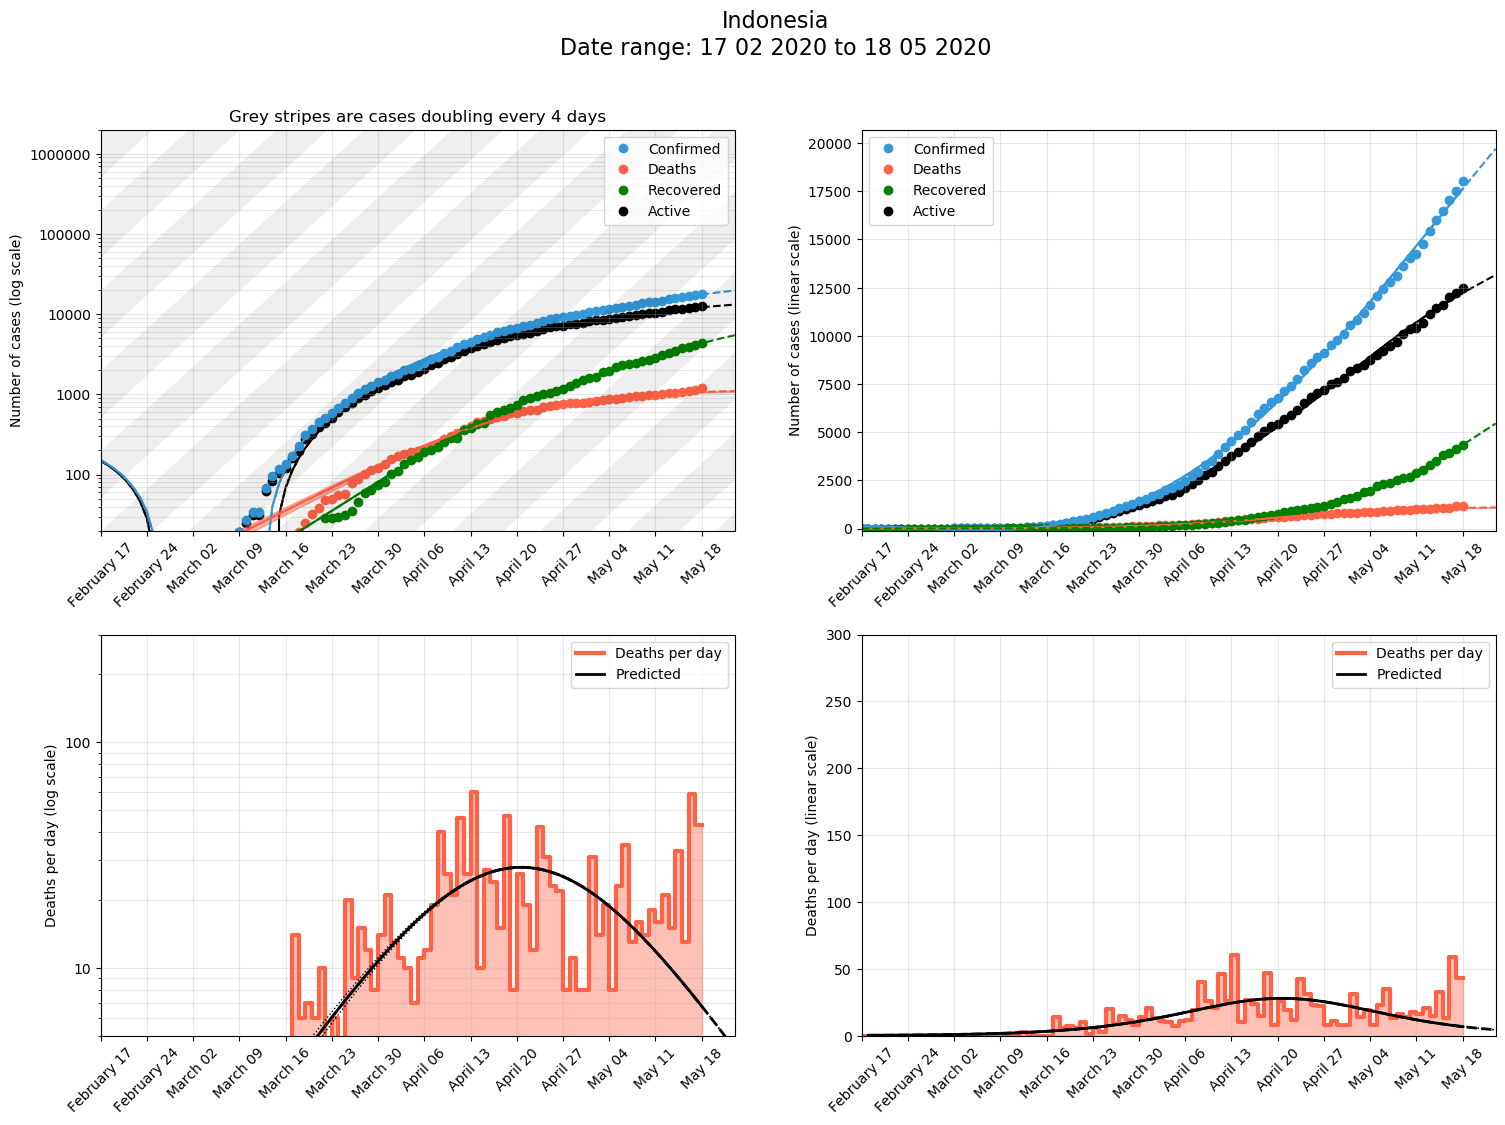 Indonesia
Date range: 17 02 2020 to 18 05 2020
Grey stripes are cases doubling every 4 days
Number of cases (log scale)
1000000
100000
10000
1000
100
Confirmed
Deaths
Recovered
Active
February 17
February 24
March 02
March 09
March 16
March 23
March 30
April 06
April 13
April 20
April 27
May 04
May 11
May 18
Number of cases (linear scale)
20000
17500
15000
12500
10000
7500
5000
2500
0
Confirmed
Deaths
Recovered
Active
February 17
February 24
March 02
March 09
March 16
March 23
March 30
April 06
April 13
April 20
April 27
May 04
May 11
May 18
Deaths per day (log scale)
100
10
Deaths per day
Predicted
February 17
February 24
March 02
March 09
March 16
March 23
March 30
April 06
April 13
April 20
April 27
May 04
May 11
May 18
Deaths per day (linear scale)
300
250
200
150
100
50
0
Deaths per day
Predicted
February 17
February 24
March 02
March 09
March 16
March 23
March 30
April 06
April 13
April 20
April 27
May 04
May 11
May 18